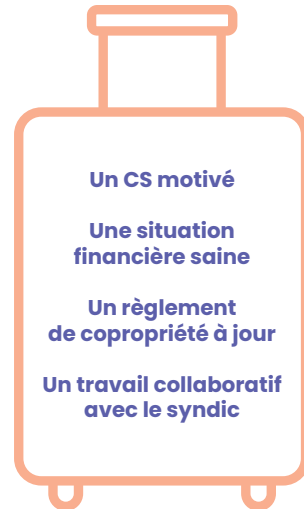 Un CS motivé
Une situation
financière saine
Un règlement
de copropriété à jour
Un travail collaboratif
avec le syndic